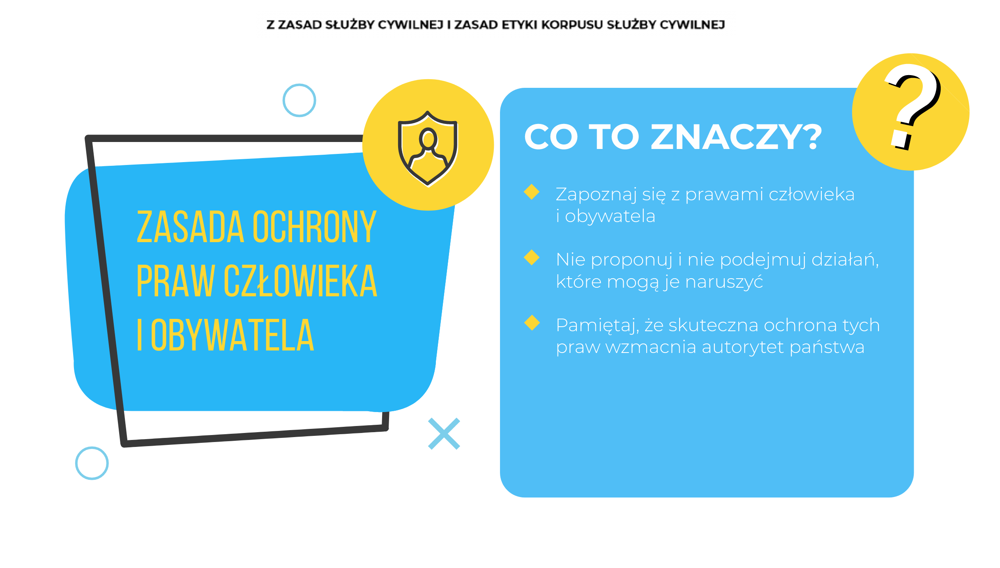 Z ZASAD SŁUŻBY CYWILNEJ I ZASAD ETYKI KORPUSU SŁUŻBY CYWILNEJ
ZASADA OCHRONY
PRAW CZŁOWIEKA
I OBYWATELA
?
CO TO ZNACZY?
Zapoznaj się z prawami człowieka
i obywatela
Nie proponuj i nie podejmuj działań,
które mogą je naruszyć
Pamiętaj, że skuteczna ochrona tych
praw wzmacnia autorytet państwa